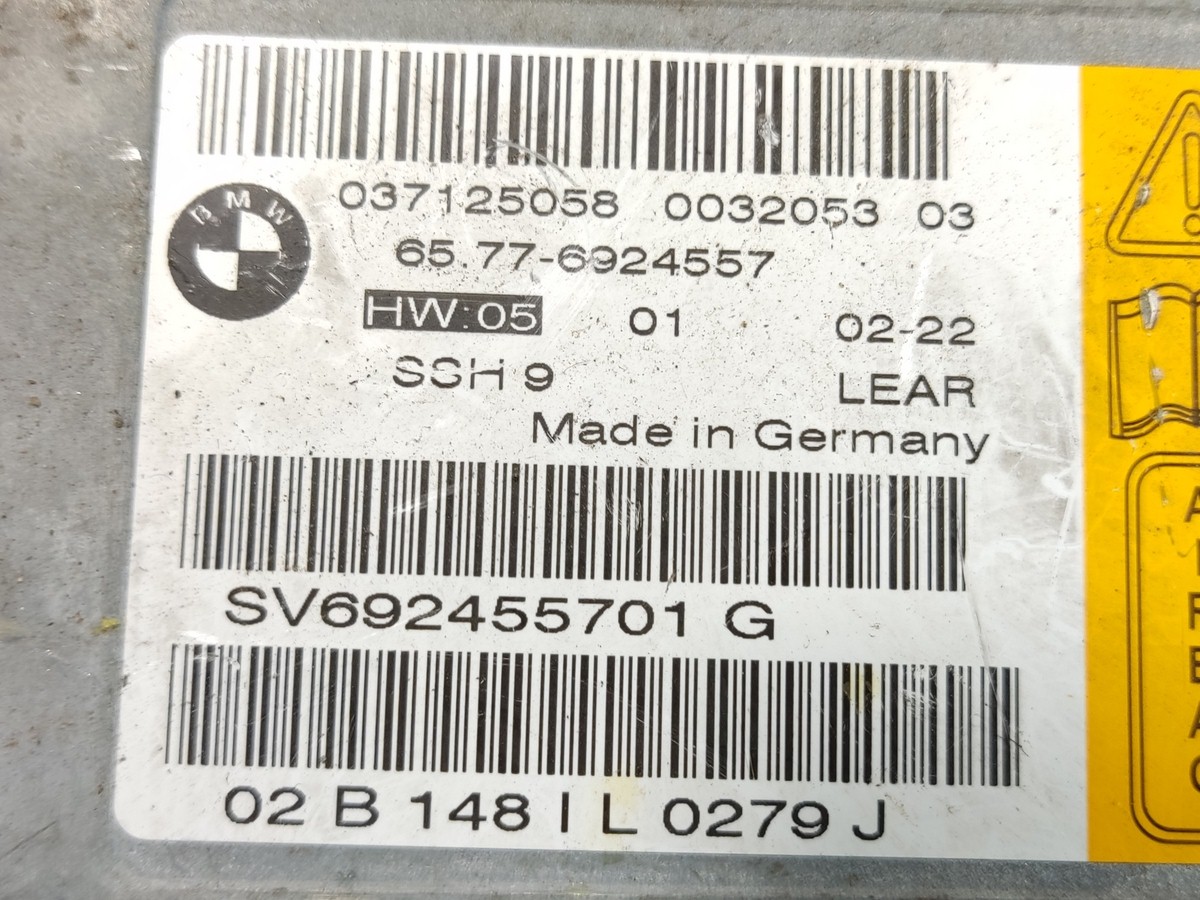 BMW
037125058 0032053 03
65.77-6924557
HW:05 01 02-22
SSH 9 LEAR
Made in Germany
SV692455701 G
02 B 148 I L 0279 J